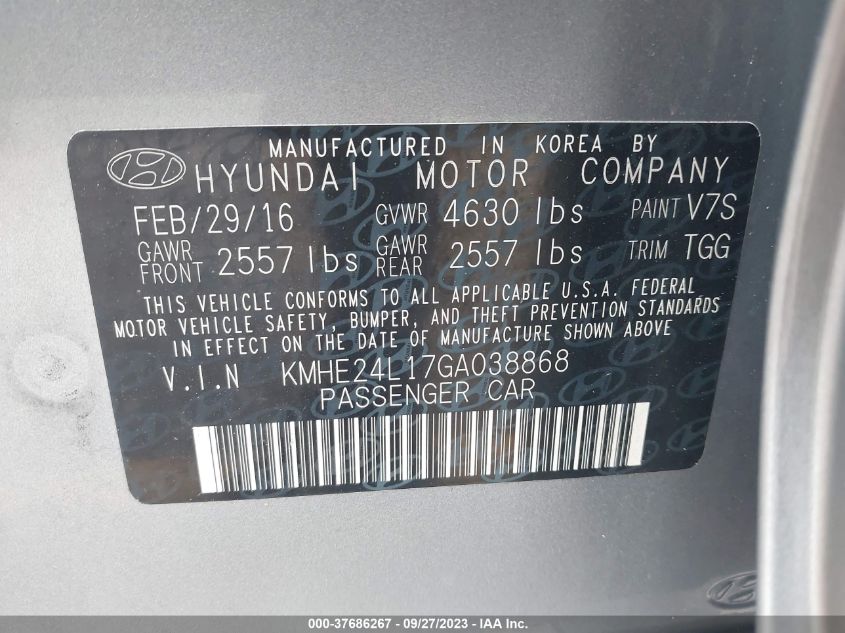 MANUFACTURED IN KOREA BY
HYUNDAI MOTOR COMPANY
FEB/29/16 GVWR 4630 lbs PAINT V7S
GAWR FRONT 2557 lbs GAWR REAR 2557 lbs TRIM TGG
THIS VEHICLE CONFORMS TO ALL APPLICABLE U.S.A. FEDERAL
MOTOR VEHICLE SAFETY, BUMPER, AND THEFT PREVENTION STANDARDS
IN EFFECT ON THE DATE OF MANUFACTURE SHOWN ABOVE
V.I.N KMHE24L17GA038868
PASSENGER CAR
000-37686267 - 09/27/2023 - IAA Inc.